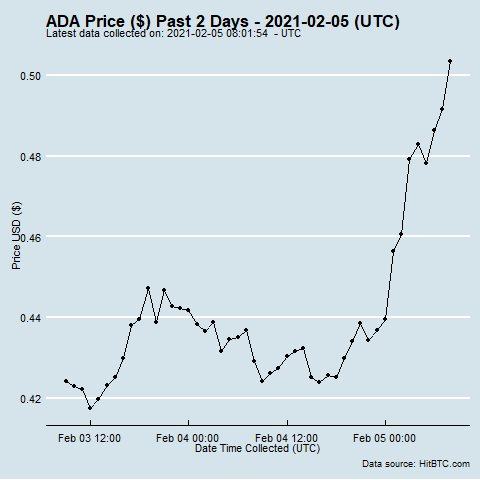 ADA Price ($) Past 2 Days - 2021-02-05 (UTC)
Latest data collected on: 2021-02-05 08:01:54 - UTC
0.50
0.48
0.46
0.44
0.42
Price USD ($)
Feb 03 12:00 Feb 04 00:00 Feb 04 12:00 Feb 05 00:00
Date Time Collected (UTC)
Data source: HitBTC.com